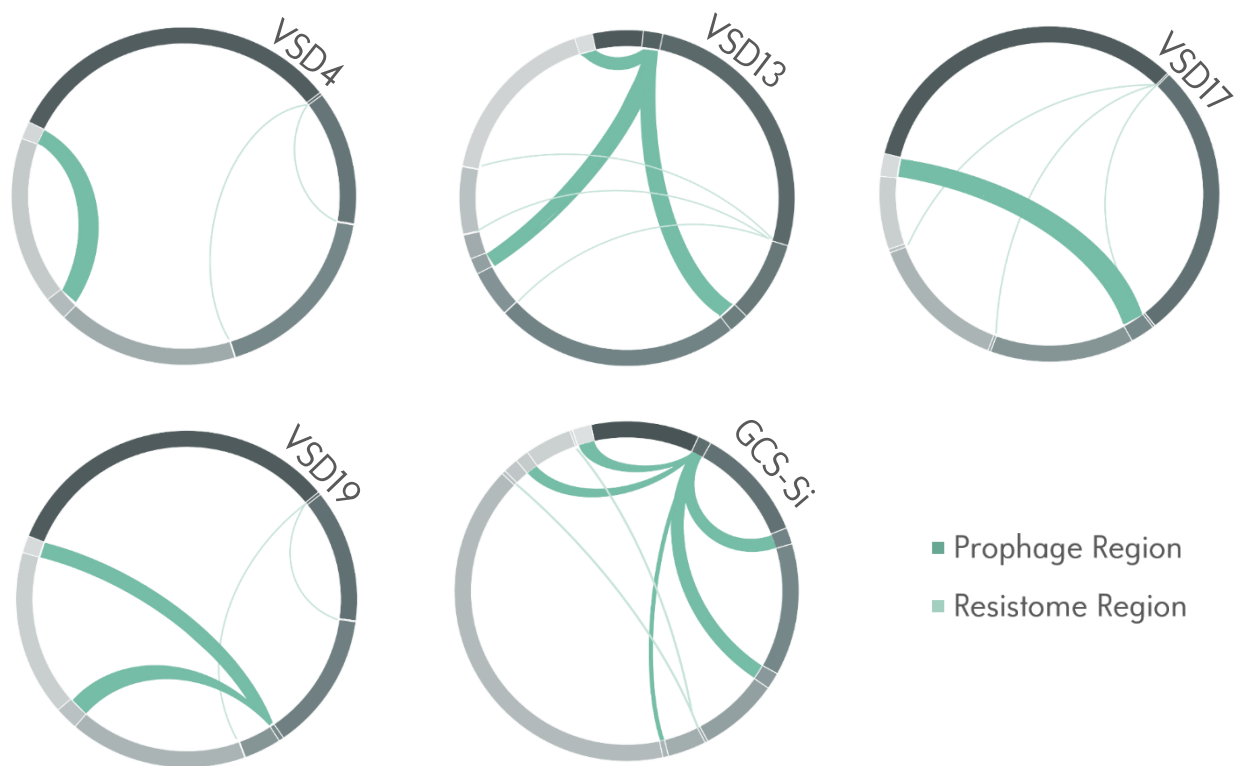 VSD4
VSD13
VSD17
VSD19
GCS-Si
Prophage Region
Resistome Region